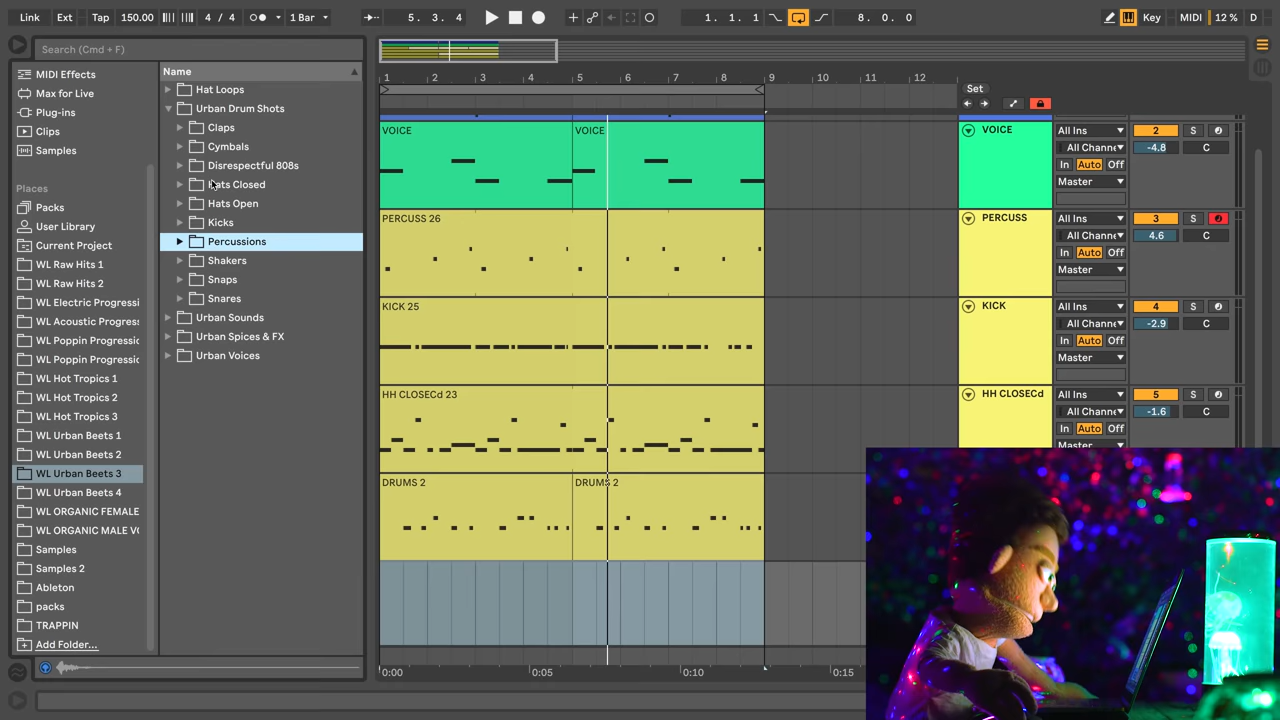 Link Ext Tap 150.00 4 / 4 1 Bar 5. 3. 4 1. 1. 1 8. 0. 0 Key MIDI 12 % D
Search (Cmd + F)
MIDI Effects
Max for Live
Plug-ins
Clips
Samples
Places
Packs
User Library
Current Project
WL Raw Hits 1
WL Raw Hits 2
WL Electric Progressi
WL Acoustic Progres
WL Poppin Progressi
WL Poppin Progressi
WL Hot Tropics 1
WL Hot Tropics 2
WL Hot Tropics 3
WL Urban Beets 1
WL Urban Beets 2
WL Urban Beets 3
WL Urban Beets 4
WL ORGANIC FEMALE
WL ORGANIC MALE VO
Samples
Samples 2
Ableton
packs
TRAPPIN
Add Folder...
Name
Hat Loops
Urban Drum Shots
Claps
Cymbals
Disrespectful 808s
Hats Closed
Hats Open
Kicks
Percussions
Shakers
Snaps
Snares
Urban Sounds
Urban Spices & FX
Urban Voices
1 2 3 4 5 6 7 8 9 10 11 12
Set
VOICE VOICE
PERCUSS 26
KICK 25
HH CLOSECd 23
DRUMS 2 DRUMS 2
0:00 0:05 0:10 0:15
VOICE All Ins 2 S
All Channe -4.8 C
In Auto Off
Master
PERCUSS All Ins 3 S
All Channe 4.6 C
In Auto Off
Master
KICK All Ins 4 S
All Channe -2.9 C
In Auto Off
Master
HH CLOSECd All Ins 5 S
All Channe -1.6 C
In Auto Off
Master